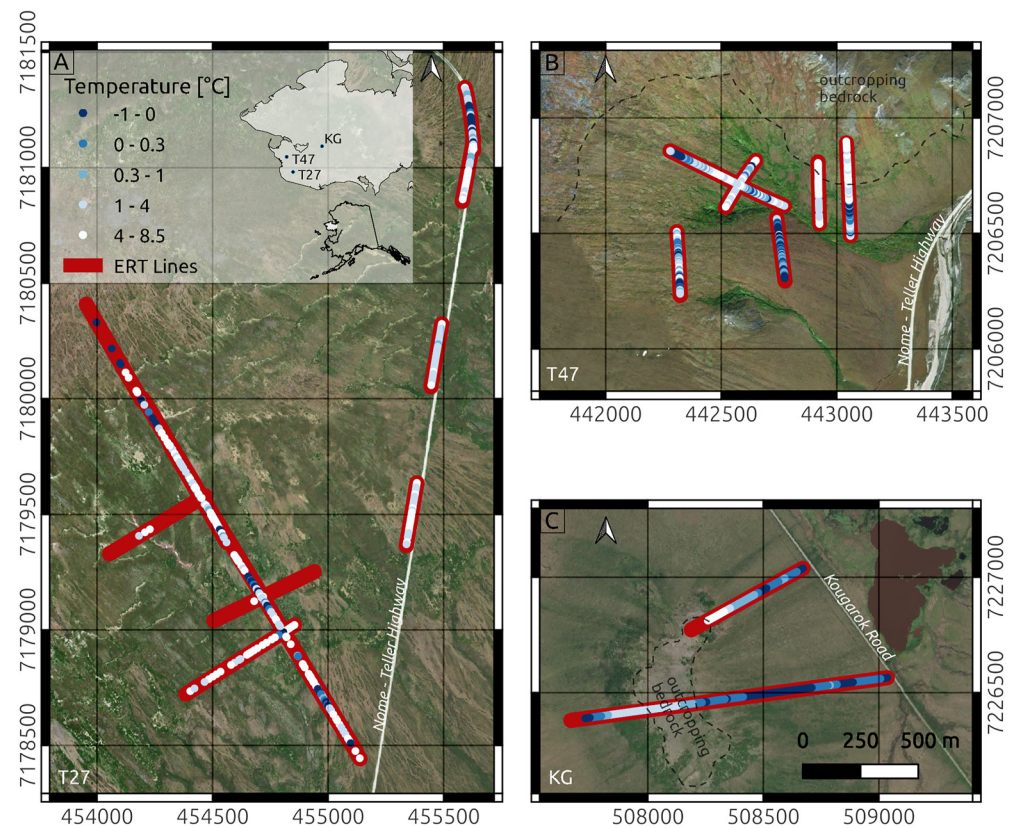 A
Temperature [°C]
-1 - 0
0 - 0.3
0.3 - 1
1 - 4
4 - 8.5
ERT Lines
KG
T47
T27
Nome - Teller Highway
T27
7181500
7181000
7180500
7180000
7179500
7179000
7178500
454000
454500
455000
455500
B
outcropping
bedrock
Nome - Teller Highway
T47
7207000
7206500
7206000
442000
442500
443000
443500
C
Kougarok Road
outcropping
bedrock
0 250 500 m
KG
7227000
7226500
508000
508500
509000